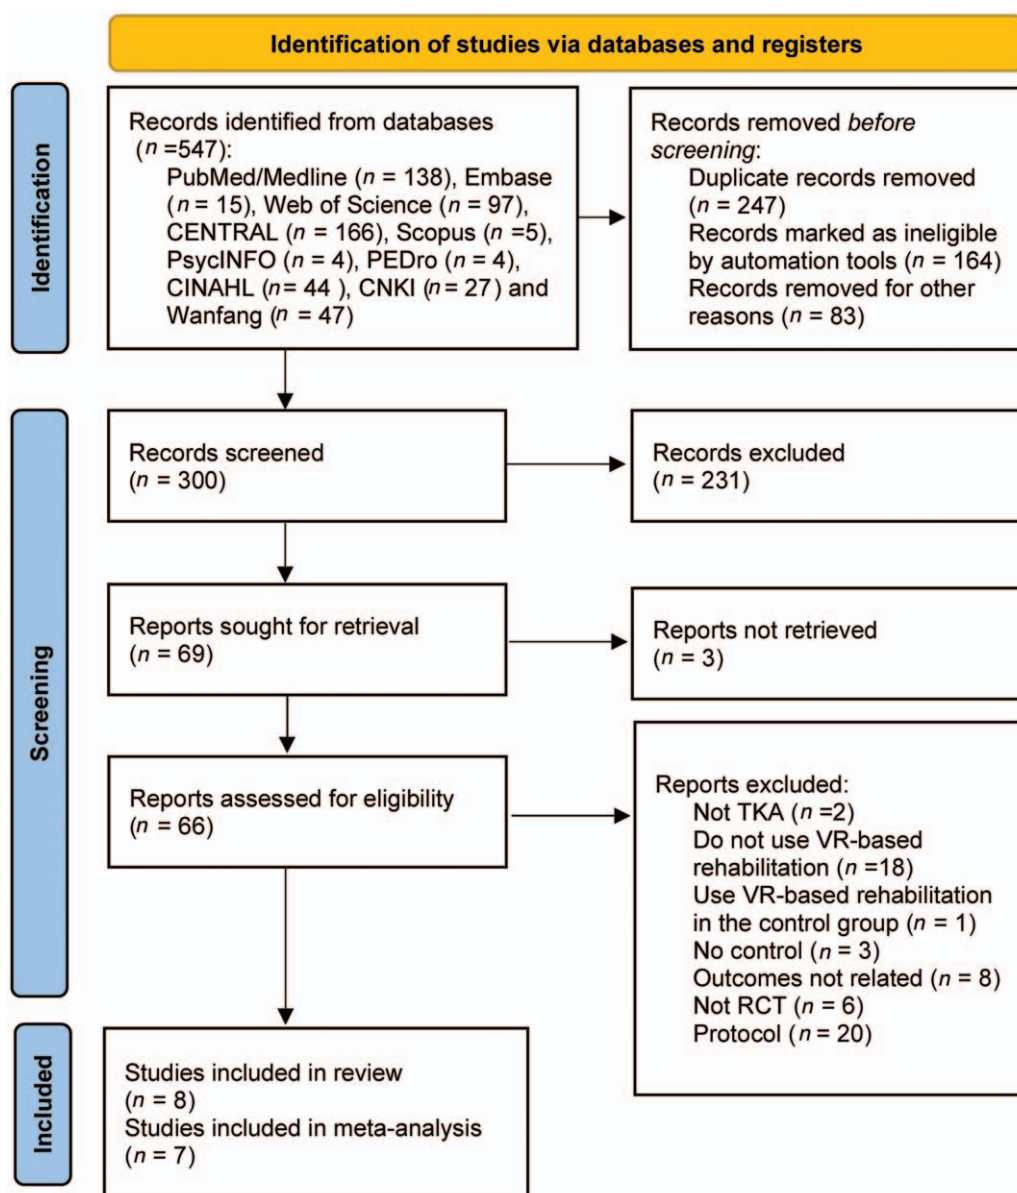 Identification of studies via databases and registers
Identification
Records identified from databases
(n =547):
PubMed/Medline (n = 138), Embase
(n = 15), Web of Science (n = 97),
CENTRAL (n = 166), Scopus (n =5),
PsycINFO (n = 4), PEDro (n = 4),
CINAHL (n = 44 ), CNKI (n = 27) and
Wanfang (n = 47)
Records removed before
screening:
Duplicate records removed
(n = 247)
Records marked as ineligible
by automation tools (n = 164)
Records removed for other
reasons (n = 83)
Screening
Records screened
(n = 300)
Records excluded
(n = 231)
Reports sought for retrieval
(n = 69)
Reports not retrieved
(n = 3)
Reports assessed for eligibility
(n = 66)
Reports excluded:
Not TKA (n =2)
Do not use VR-based
rehabilitation (n =18)
Use VR-based rehabilitation
in the control group (n = 1)
No control (n = 3)
Outcomes not related (n = 8)
Not RCT (n = 6)
Protocol (n = 20)
Included
Studies included in review
(n = 8)
Studies included in meta-analysis
(n = 7)